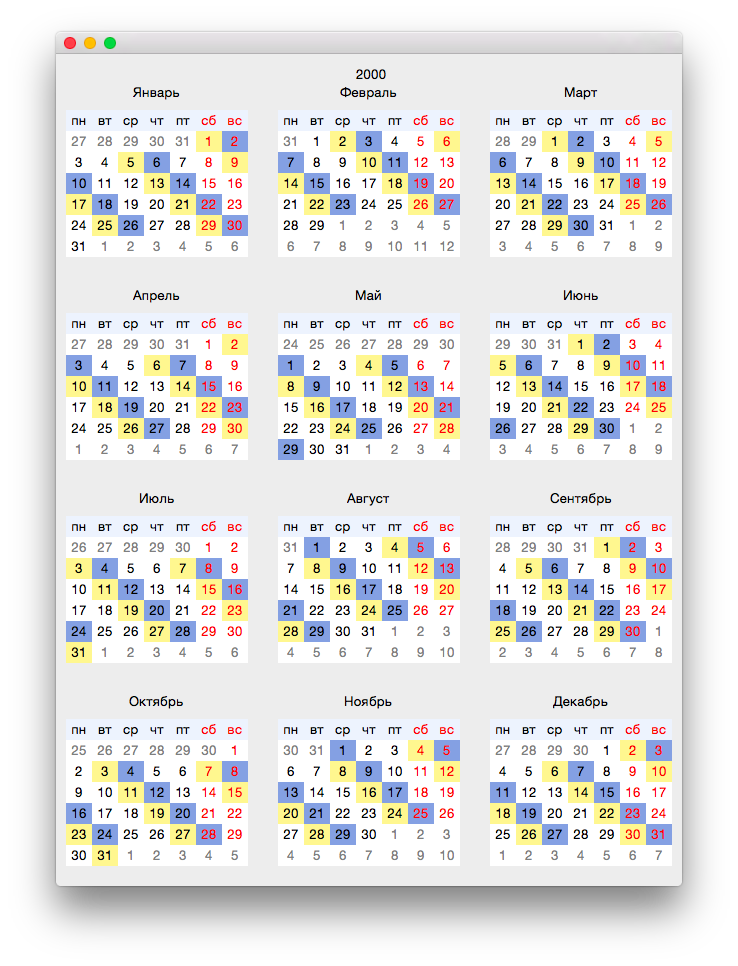 2000
Январь Февраль Март
пн вт ср чт пт сб вс пн вт ср чт пт сб вс пн вт ср чт пт сб вс
27 28 29 30 31 1 2 31 1 2 3 4 5 6 28 29 1 2 3 4 5
3 4 5 6 7 8 9 7 8 9 10 11 12 13 6 7 8 9 10 11 12
10 11 12 13 14 15 16 14 15 16 17 18 19 20 13 14 15 16 17 18 19
17 18 19 20 21 22 23 21 22 23 24 25 26 27 20 21 22 23 24 25 26
24 25 26 27 28 29 30 28 29 1 2 3 4 5 27 28 29 30 31 1 2
31 1 2 3 4 5 6 6 7 8 9 10 11 12 3 4 5 6 7 8 9
Апрель Май Июнь
пн вт ср чт пт сб вс пн вт ср чт пт сб вс пн вт ср чт пт сб вс
27 28 29 30 31 1 2 24 25 26 27 28 29 30 29 30 31 1 2 3 4
3 4 5 6 7 8 9 1 2 3 4 5 6 7 5 6 7 8 9 10 11
10 11 12 13 14 15 16 8 9 10 11 12 13 14 12 13 14 15 16 17 18
17 18 19 20 21 22 23 15 16 17 18 19 20 21 19 20 21 22 23 24 25
24 25 26 27 28 29 30 22 23 24 25 26 27 28 26 27 28 29 30 1 2
1 2 3 4 5 6 7 29 30 31 1 2 3 4 3 4 5 6 7 8 9
Июль Август Сентябрь
пн вт ср чт пт сб вс пн вт ср чт пт сб вс пн вт ср чт пт сб вс
26 27 28 29 30 1 2 31 1 2 3 4 5 6 28 29 30 31 1 2 3
3 4 5 6 7 8 9 7 8 9 10 11 12 13 4 5 6 7 8 9 10
10 11 12 13 14 15 16 14 15 16 17 18 19 20 11 12 13 14 15 16 17
17 18 19 20 21 22 23 21 22 23 24 25 26 27 18 19 20 21 22 23 24
24 25 26 27 28 29 30 28 29 30 31 1 2 3 25 26 27 28 29 30 1
31 1 2 3 4 5 6 4 5 6 7 8 9 10 2 3 4 5 6 7 8
Октябрь Ноябрь Декабрь
пн вт ср чт пт сб вс пн вт ср чт пт сб вс пн вт ср чт пт сб вс
25 26 27 28 29 30 1 30 31 1 2 3 4 5 27 28 29 30 1 2 3
2 3 4 5 6 7 8 6 7 8 9 10 11 12 4 5 6 7 8 9 10
9 10 11 12 13 14 15 13 14 15 16 17 18 19 11 12 13 14 15 16 17
16 17 18 19 20 21 22 20 21 22 23 24 25 26 18 19 20 21 22 23 24
23 24 25 26 27 28 29 27 28 29 30 1 2 3 25 26 27 28 29 30 31
30 31 1 2 3 4 5 4 5 6 7 8 9 10 1 2 3 4 5 6 7